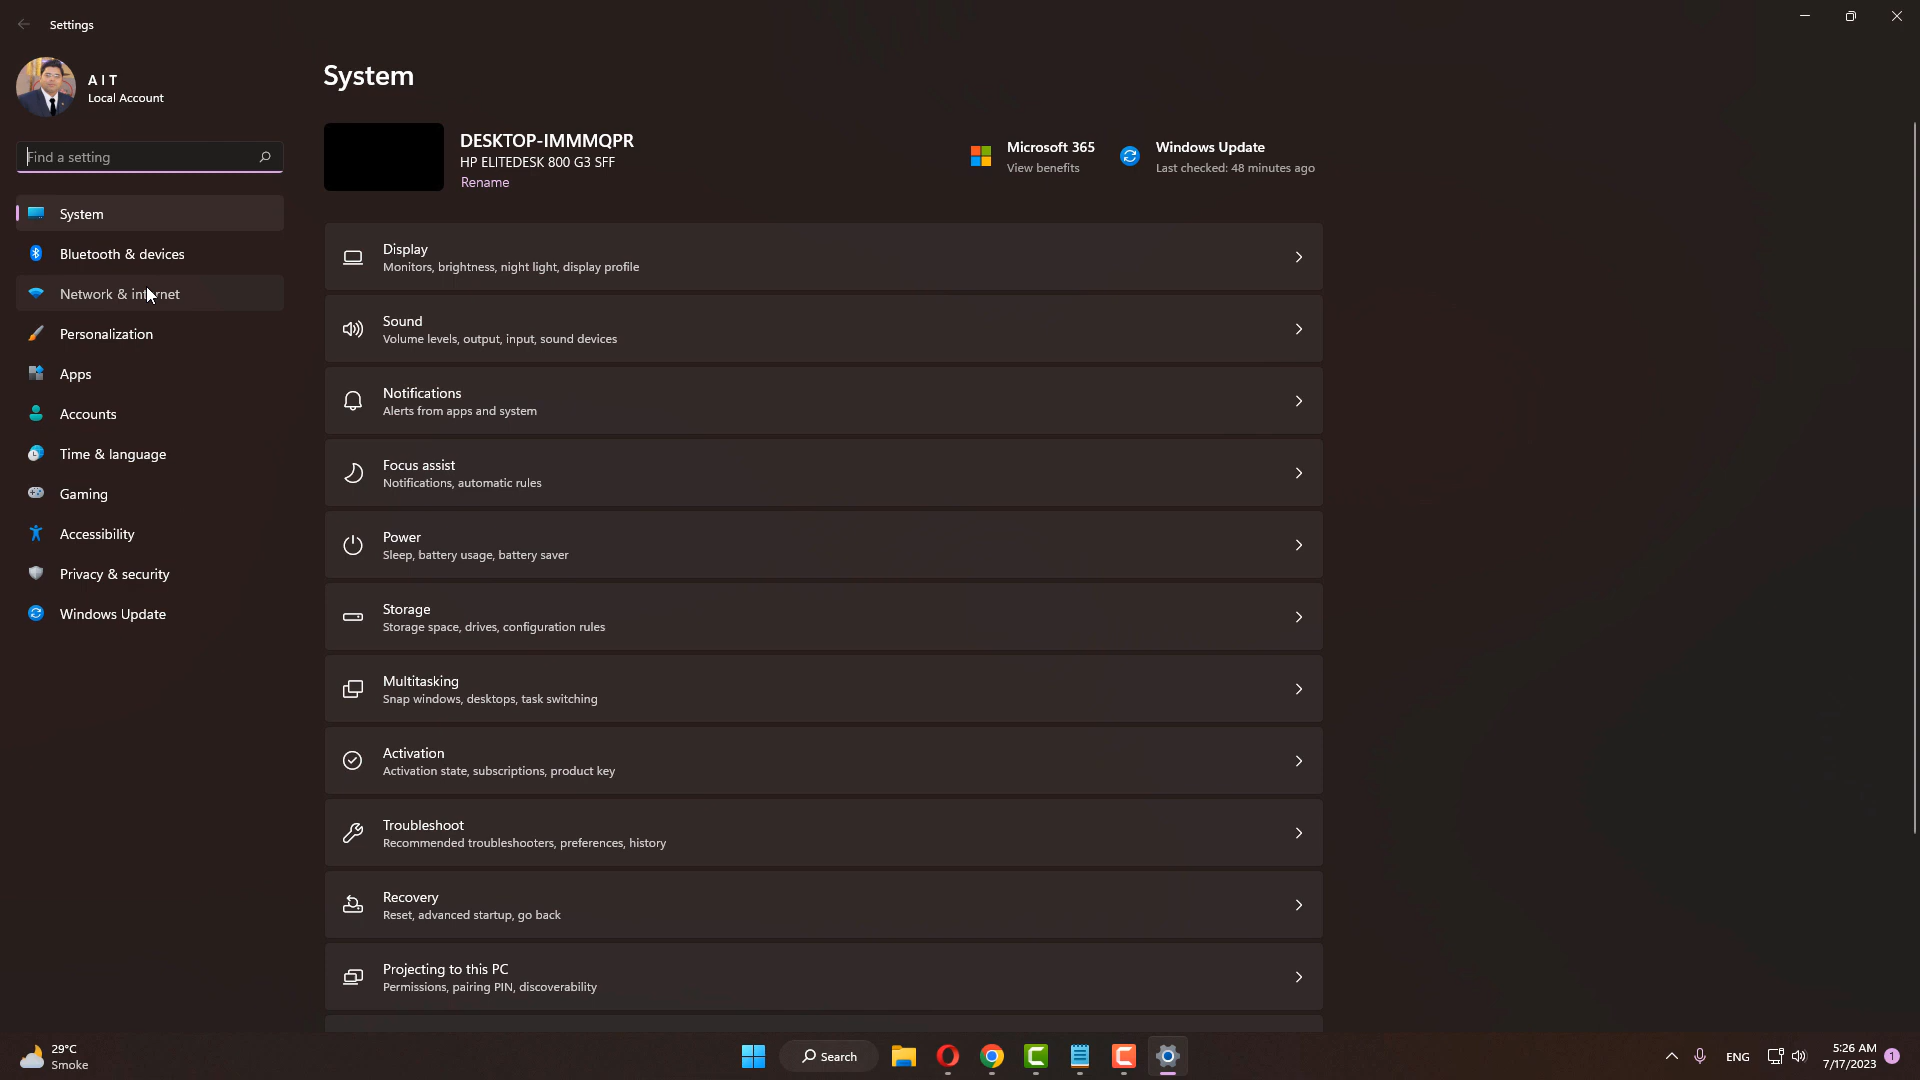 Settings
A I T
Local Account
Find a setting
System
Bluetooth & devices
Network & internet
Personalization
Apps
Accounts
Time & language
Gaming
Accessibility
Privacy & security
Windows Update
System
DESKTOP-IMMMQPR
HP ELITEDESK 800 G3 SFF
Rename
Microsoft 365
View benefits
Windows Update
Last checked: 48 minutes ago
Display
Monitors, brightness, night light, display profile
Sound
Volume levels, output, input, sound devices
Notifications
Alerts from apps and system
Focus assist
Notifications, automatic rules
Power
Sleep, battery usage, battery saver
Storage
Storage space, drives, configuration rules
Multitasking
Snap windows, desktops, task switching
Activation
Activation state, subscriptions, product key
Troubleshoot
Recommended troubleshooters, preferences, history
Recovery
Reset, advanced startup, go back
Projecting to this PC
Permissions, pairing PIN, discoverability
29°C
Smoke
Search
ENG
5:26 AM
7/17/2023
1